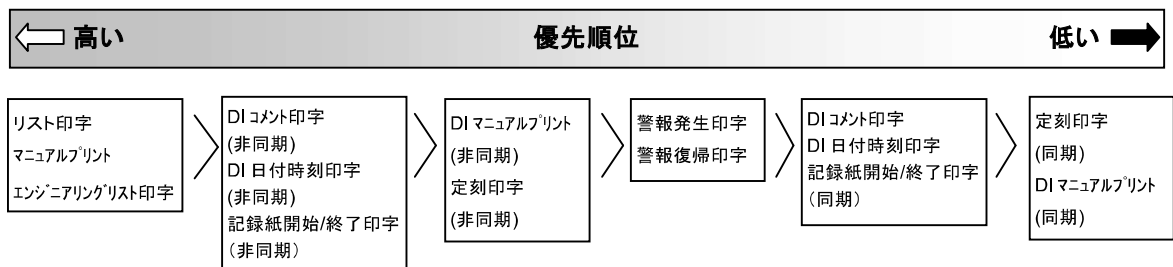 高い 優先順位 低い
リスト印字
マニュアルプリント
エンジニアリングリスト印字
DI コメント印字
(非同期)
DI 日付時刻印字
(非同期)
記録紙開始/終了印字
(非同期)
DI マニュアルプリント
(非同期)
定刻印字
(非同期)
警報発生印字
警報復帰印字
DI コメント印字
DI 日付時刻印字
記録紙開始/終了印字
(同期)
定刻印字
(同期)
DI マニュアルプリント
(同期)